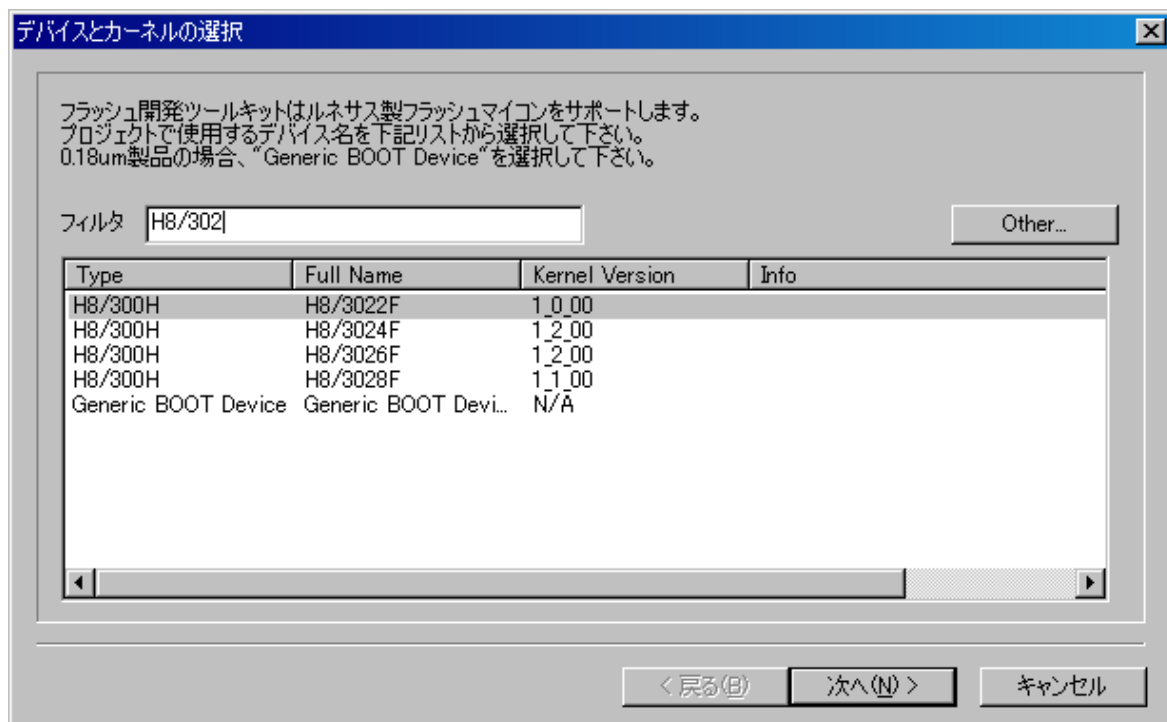 デバイスとカーネルの選択
フラッシュ開発ツールキットはルネサス製フラッシュマイコンをサポートします。
プロジェクトで使用するデバイス名を下記リストから選択して下さい。
0.18um製品の場合、"Generic BOOT Device"を選択して下さい。
フィルタ H8/302 Other...
Type Full Name Kernel Version Info
H8/300H H8/3022F 1_0_00
H8/300H H8/3024F 1_2_00
H8/300H H8/3026F 1_2_00
H8/300H H8/3028F 1_1_00
Generic BOOT Device Generic BOOT Devi... N/A
< 戻る(B) 次へ(N) > キャンセル